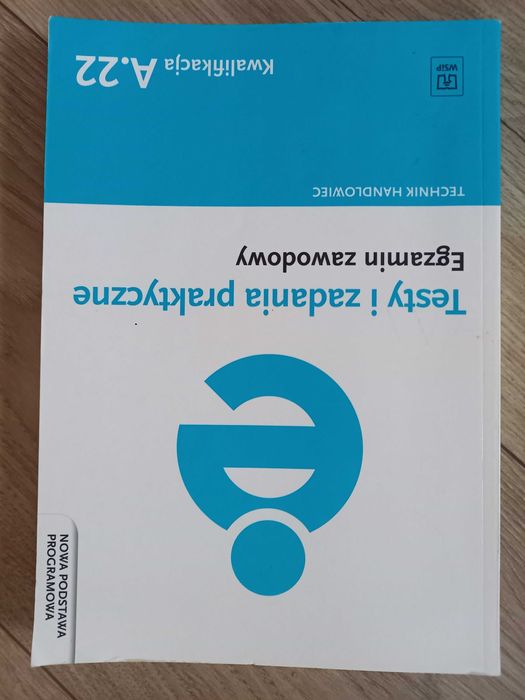 NOWA PODSTAWA
PROGRAMOWA
Testy i zadania praktyczne
Egzamin zawodowy
TECHNIK HANDLOWIEC
WSiP
Kwalifikacja A.22